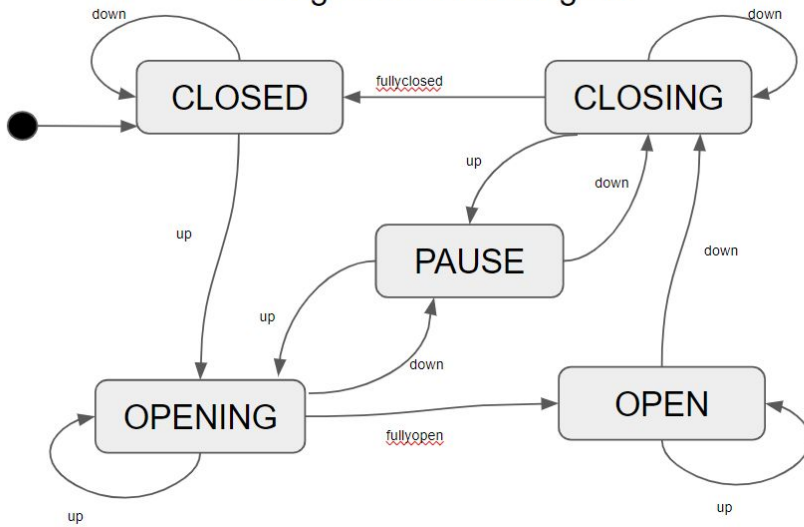 down
down
CLOSED
fullyclosed
CLOSING
up
down
up
down
PAUSE
up
down
OPENING
fullyopen
OPEN
up
up